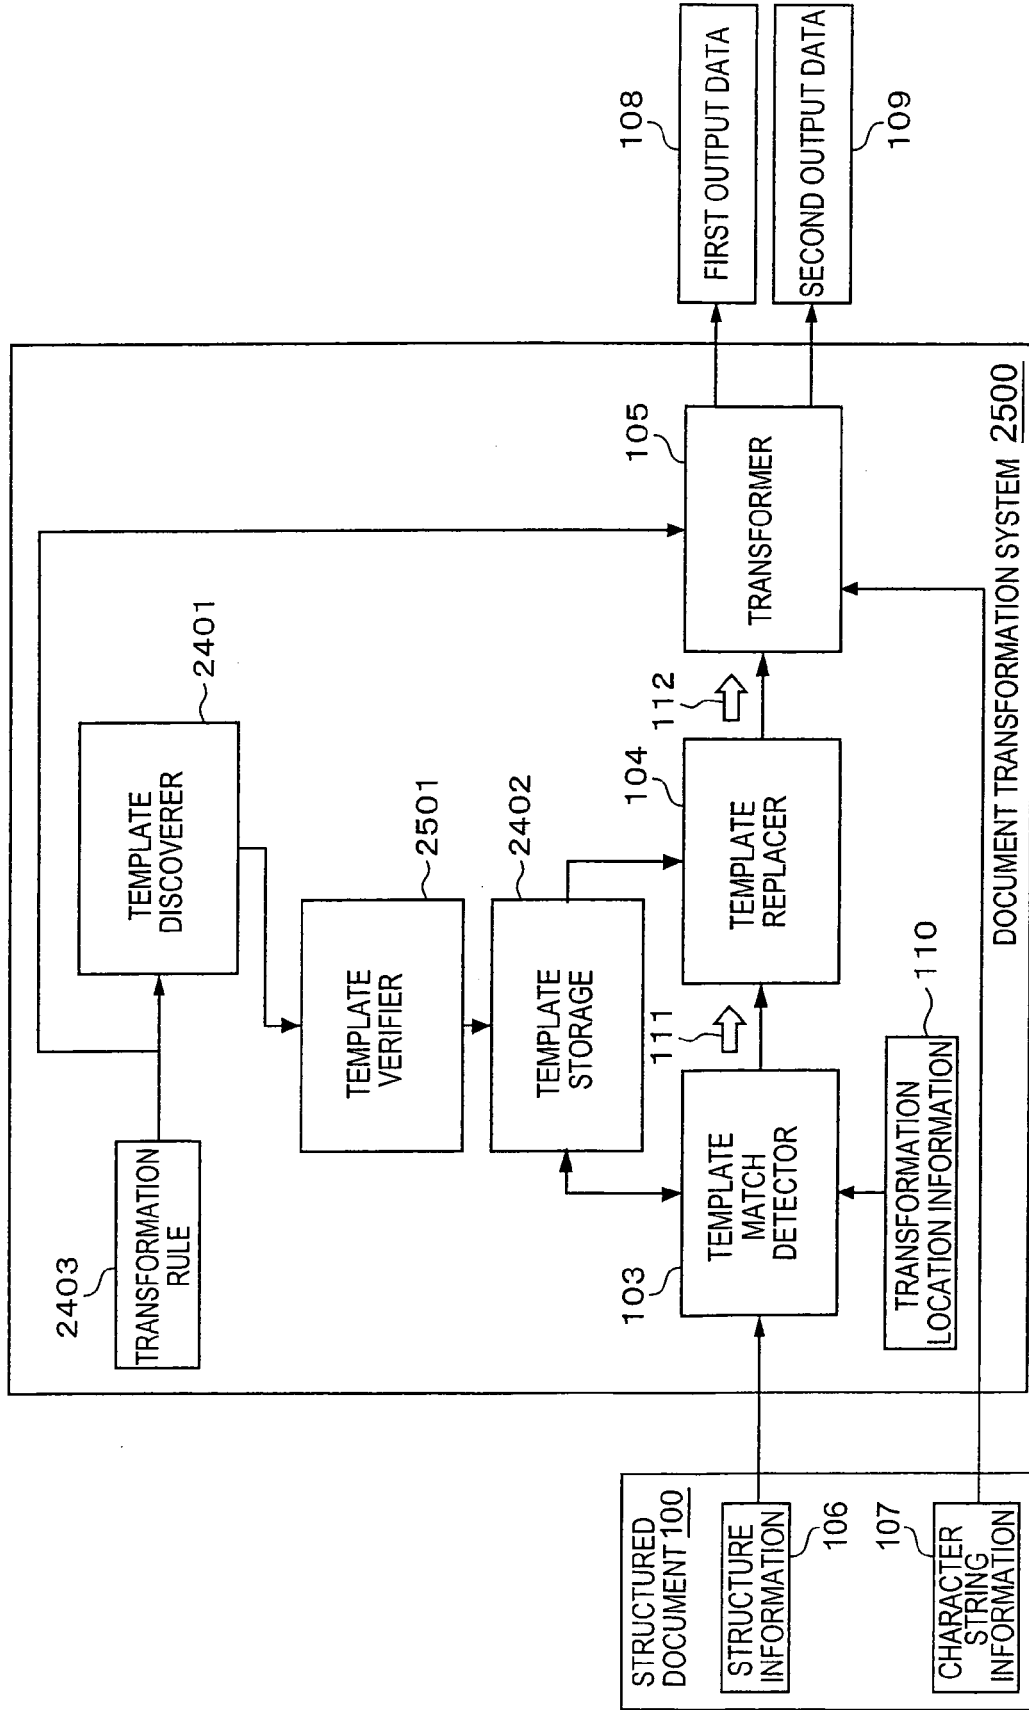 2403
TRANSFORMATION
RULE
TEMPLATE
DISCOVERER
2401
TEMPLATE
VERIFIER
2501
TEMPLATE
STORAGE
2402
STRUCTURED
DOCUMENT 100
STRUCTURE
INFORMATION
106
107
CHARACTER
STRING
INFORMATION
103
TEMPLATE
MATCH
DETECTOR
111
TEMPLATE
REPLACER
104
112
TRANSFORMER
105
TRANSFORMATION
LOCATION INFORMATION
110
FIRST OUTPUT DATA
108
SECOND OUTPUT DATA
109
DOCUMENT TRANSFORMATION SYSTEM 2500